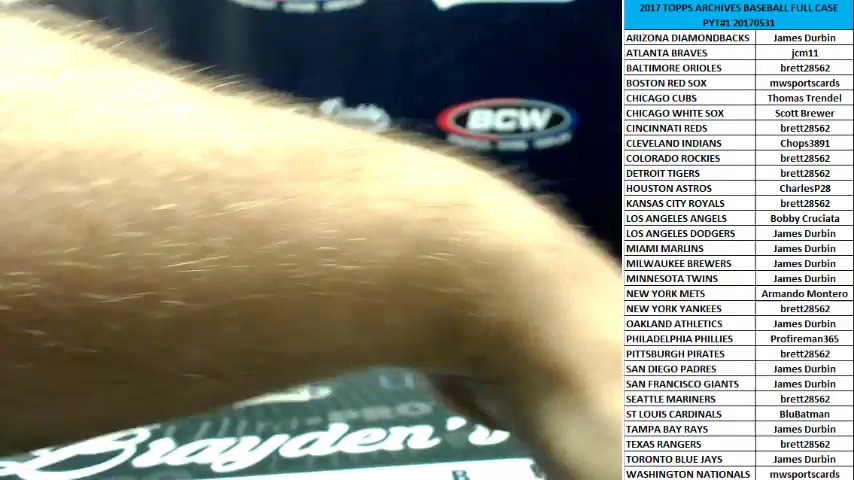 2017 TOPPS ARCHIVES BASEBALL FULL CASE
PYT#1 20170531
ARIZONA DIAMONDBACKS James Durbin
ATLANTA BRAVES jcm11
BALTIMORE ORIOLES brett28562
BOSTON RED SOX mwsportscards
CHICAGO CUBS Thomas Trendel
CHICAGO WHITE SOX Scott Brewer
CINCINNATI REDS brett28562
CLEVELAND INDIANS Chops3891
COLORADO ROCKIES brett28562
DETROIT TIGERS brett28562
HOUSTON ASTROS CharlesP28
KANSAS CITY ROYALS brett28562
LOS ANGELES ANGELS Bobby Cruciata
LOS ANGELES DODGERS James Durbin
MIAMI MARLINS James Durbin
MILWAUKEE BREWERS James Durbin
MINNESOTA TWINS James Durbin
NEW YORK METS Armando Montero
NEW YORK YANKEES brett28562
OAKLAND ATHLETICS James Durbin
PHILADELPHIA PHILLIES Profireman365
PITTSBURGH PIRATES brett28562
SAN DIEGO PADRES James Durbin
SAN FRANCISCO GIANTS James Durbin
SEATTLE MARINERS brett28562
ST LOUIS CARDINALS BluBatman
TAMPA BAY RAYS James Durbin
TEXAS RANGERS brett28562
TORONTO BLUE JAYS James Durbin
WASHINGTON NATIONALS mwsportscards
BCW
Ultra-PRO
Brayden's
B